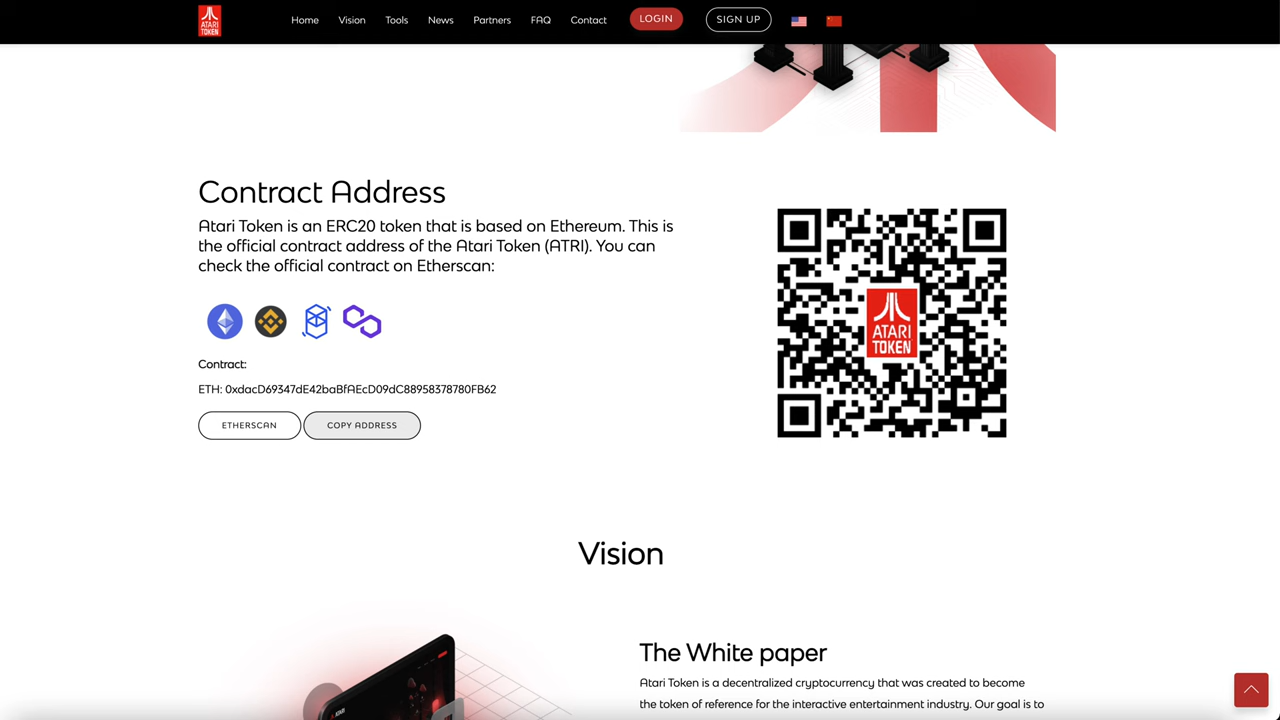 ATARI
TOKEN
Home
Vision
Tools
News
Partners
FAQ
Contact
LOGIN
SIGN UP
Contract Address
Atari Token is an ERC20 token that is based on Ethereum. This is
the official contract address of the Atari Token (ATRI). You can
check the official contract on Etherscan:
Contract:
ETH: 0xdacD69347dE42baBfAEcD09dC88958378780FB62
ETHERSCAN
COPY ADDRESS
ATARI
TOKEN
Vision
The White paper
Atari Token is a decentralized cryptocurrency that was created to become
the token of reference for the interactive entertainment industry. Our goal is to